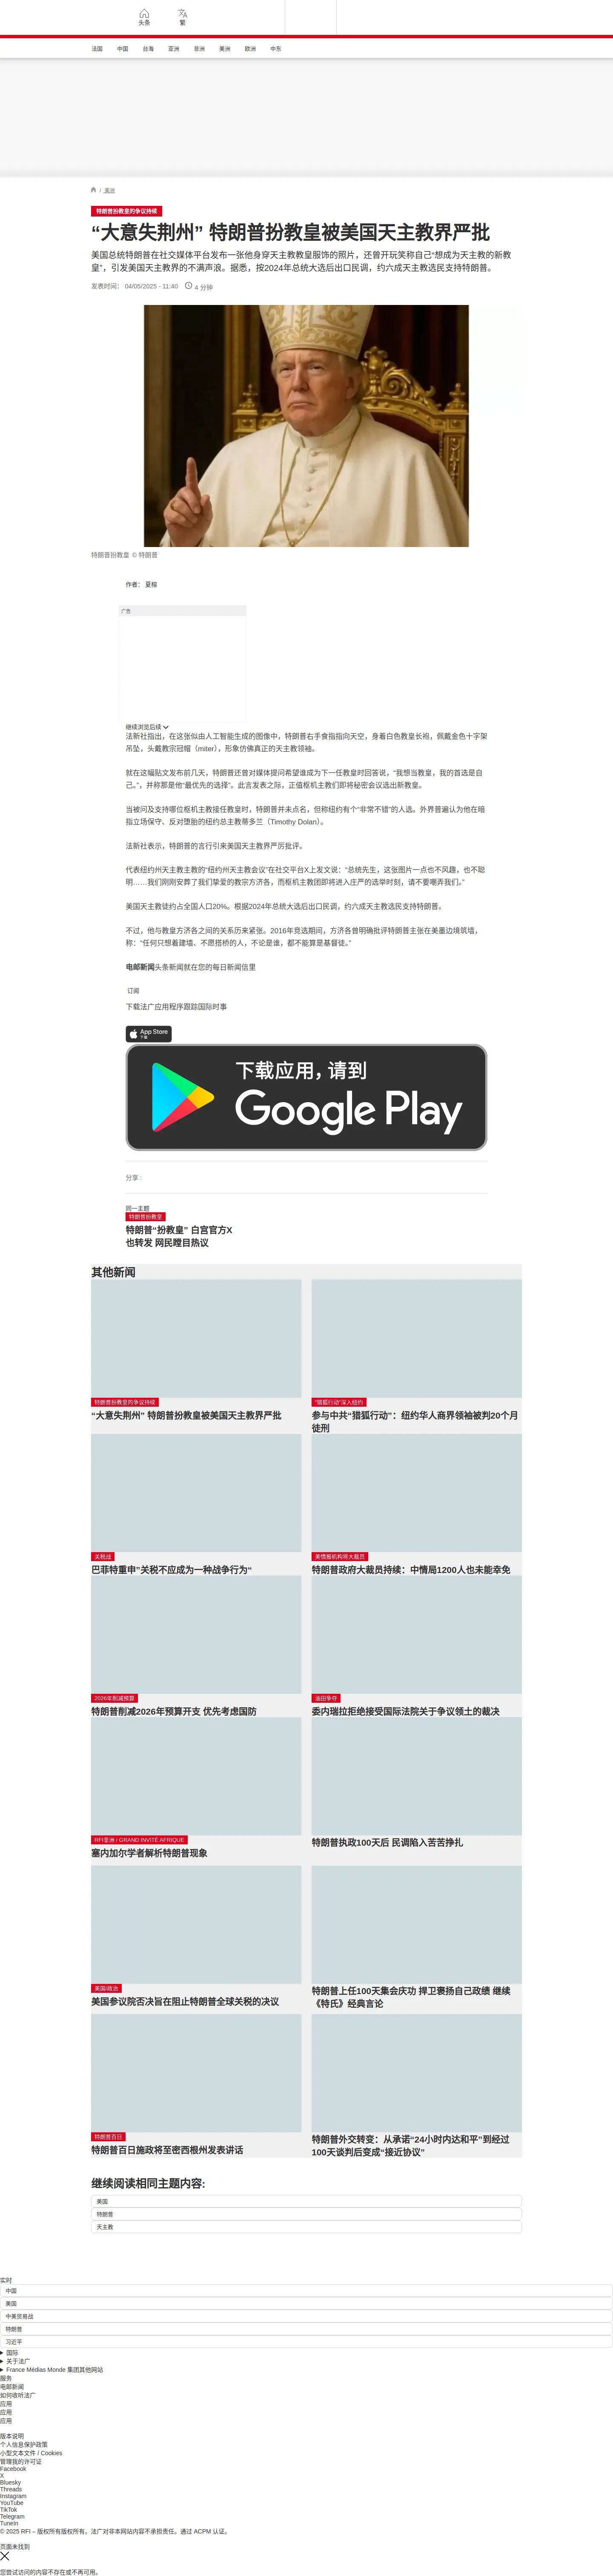 头条
繁
法国
中国
台海
亚洲
非洲
美洲
欧洲
中东
/ 美洲
特朗普扮教皇的争议持续
“大意失荆州” 特朗普扮教皇被美国天主教界严批
美国总统特朗普在社交媒体平台发布一张他身穿天主教教皇服饰的照片，还曾开玩笑称自己“想成为天主教的新教
皇”，引发美国天主教界的不满声浪。据悉，按2024年总统大选后出口民调，约六成天主教选民支持特朗普。
发表时间： 04/05/2025 - 11:40
4 分钟
特朗普扮教皇 © 特朗普
作者： 夏榕
广告
继续浏览后续
法新社指出，在这张似由人工智能生成的图像中，特朗普右手食指指向天空，身着白色教皇长袍，佩戴金色十字架
吊坠，头戴教宗冠帽（miter），形象仿佛真正的天主教领袖。
就在这幅贴文发布前几天，特朗普还曾对媒体提问希望谁成为下一任教皇时回答说，“我想当教皇，我的首选是自
己。”，并称那是他“最优先的选择”。此言发表之际，正值枢机主教们即将秘密会议选出新教皇。
当被问及支持哪位枢机主教接任教皇时，特朗普并未点名，但称纽约有个“非常不错”的人选。外界普遍认为他在暗
指立场保守、反对堕胎的纽约总主教蒂多兰（Timothy Dolan）。
法新社表示，特朗普的言行引来美国天主教界严厉批评。
代表纽约州天主教主教的“纽约州天主教会议”在社交平台X上发文说：“总统先生，这张图片一点也不风趣，也不聪
明……我们刚刚安葬了我们挚爱的教宗方济各，而枢机主教团即将进入庄严的选举时刻，请不要嘲弄我们。”
美国天主教徒约占全国人口20%。根据2024年总统大选后出口民调，约六成天主教选民支持特朗普。
不过，他与教皇方济各之间的关系历来紧张。2016年竞选期间，方济各曾明确批评特朗普主张在美墨边境筑墙，
称：“任何只想着建墙、不愿搭桥的人，不论是谁，都不能算是基督徒。”
电邮新闻头条新闻就在您的每日新闻信里
订阅
下载法广应用程序跟踪国际时事
App Store
下载
下载应用，请到
Google Play
分享 :
同一主题
特朗普扮教皇
特朗普“扮教皇” 白宫官方X
也转发 网民瞠目热议
其他新闻
特朗普扮教皇的争议持续
“大意失荆州” 特朗普扮教皇被美国天主教界严批
“猎狐行动”深入纽约
参与中共“猎狐行动”：纽约华人商界领袖被判20个月
徒刑
关税战
巴菲特重申”关税不应成为一种战争行为“
美情报机构将大裁员
特朗普政府大裁员持续：中情局1200人也未能幸免
2026年削减预算
特朗普削减2026年预算开支 优先考虑国防
油田争夺
委内瑞拉拒绝接受国际法院关于争议领土的裁决
RFI非洲 / GRAND INVITÉ AFRIQUE
塞内加尔学者解析特朗普现象
特朗普执政100天后 民调陷入苦苦挣扎
美国/政治
美国参议院否决旨在阻止特朗普全球关税的决议
特朗普上任100天集会庆功 捍卫褒扬自己政绩 继续
《特氏》经典言论
特朗普百日
特朗普百日施政将至密西根州发表讲话
特朗普外交转变：从承诺“24小时内达和平”到经过
100天谈判后变成“接近协议”
继续阅读相同主题内容:
美国
特朗普
天主教
实时
中国
美国
中美贸易战
特朗普
习近平
国际
关于法广
France Médias Monde 集团其他网站
服务
电邮新闻
如何收听法广
应用
应用
应用
版本说明
个人信息保护政策
小型文本文件 / Cookies
管理我的许可证
Facebook
X
Bluesky
Threads
Instagram
YouTube
TikTok
Telegram
TuneIn
© 2025 RFI – 版权所有版权所有。法广对非本网站内容不承担责任。通过 ACPM 认证。
页面未找到
您尝试访问的内容不存在或不再可用。